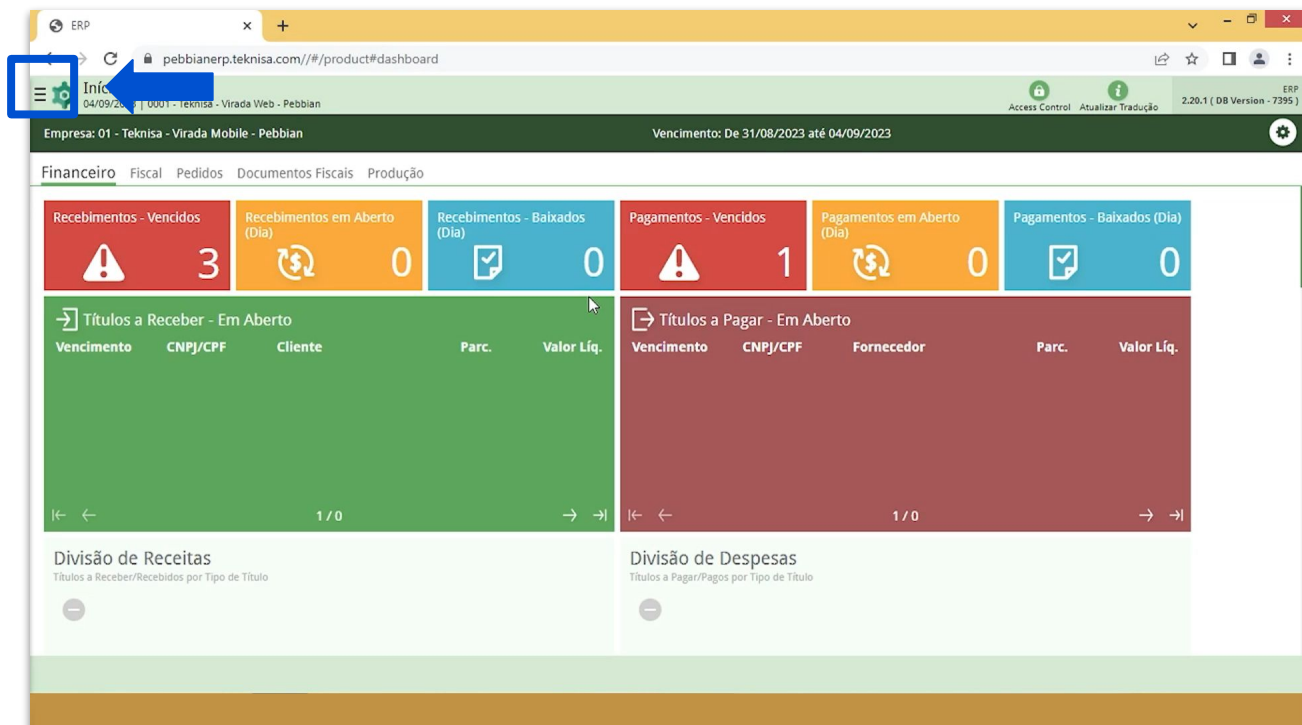 ERP
pebbianerp.teknisa.com//#/product#dashboard
04/09/2023 | 0001 - Teknisa - Virada Web - Pebbian
Access Control
Atualizar Tradução
ERP
2.20.1 ( DB Version - 7395 )
Empresa: 01 - Teknisa - Virada Mobile - Pebbian
Vencimento: De 31/08/2023 até 04/09/2023
Financeiro Fiscal Pedidos Documentos Fiscais Produção
Recebimentos - Vencidos
3
Recebimentos em Aberto
(Dia)
0
Recebimentos - Baixados
(Dia)
0
Pagamentos - Vencidos
1
Pagamentos em Aberto
(Dia)
0
Pagamentos - Baixados (Dia)
0
Títulos a Receber - Em Aberto
Vencimento CNPJ/CPF Cliente Parc. Valor Líq.
1 / 0
Títulos a Pagar - Em Aberto
Vencimento CNPJ/CPF Fornecedor Parc. Valor Líq.
1 / 0
Divisão de Receitas
Títulos a Receber/Recebidos por Tipo de Título
Divisão de Despesas
Títulos a Pagar/Pagos por Tipo de Título